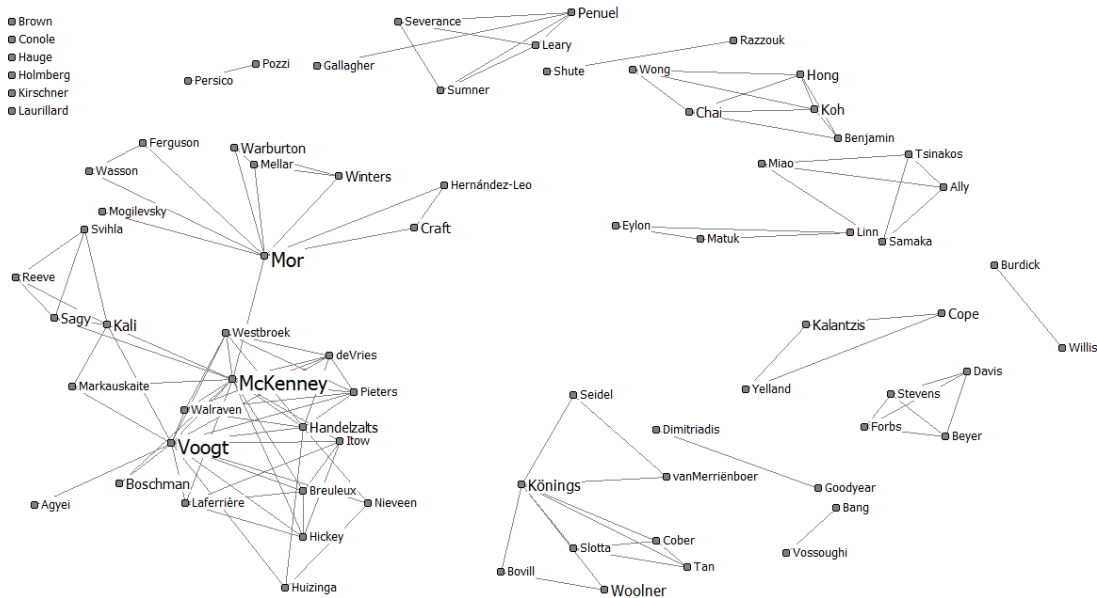 Brown
Conole
Hauge
Holmberg
Kirschner
Laurillard
Penuel
Severance
Leary
Gallagher
Sumner
Pozzi
Persico
Razzouk
Shute
Wong
Hong
Chai
Koh
Benjamin
Ferguson
Wasson
Warburton
Mellar
Winters
Mogilevsky
Hernández-Leo
Craft
Mor
Tsinakos
Miao
Ally
Eylon
Matuk
Linn
Samaka
Svihla
Reeve
Sagy
Kali
Burdick
Willis
Kalantzis
Cope
Yelland
Westbroek
deVries
Markauskaite
McKenney
Pieters
Walraven
Handelzalts
Voogt
Itow
Boschman
Breuleux
Agyei
Laferrière
Nieveen
Hickey
Huizinga
Davis
Stevens
Forbs
Beyer
Seidel
Dimitriadis
vanMerriënboer
Könings
Goodyear
Bang
Vossoughi
Cober
Slotta
Tan
Bovill
Woolner